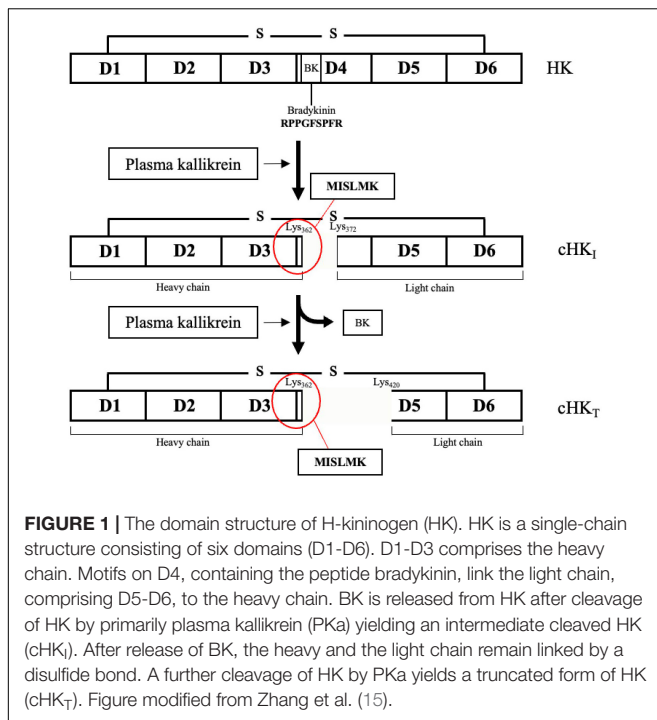 S S
D1 D2 D3 BK D4 D5 D6 HK
Bradykinin
RPPGFSPFR
Plasma kallikrein
MISLMK
S S
Lys362 Lys372
D1 D2 D3 D5 D6 cHKI
Heavy chain Light chain
Plasma kallikrein BK
S S
Lys362 Lys420
D1 D2 D3 D5 D6 cHKT
Heavy chain Light chain
MISLMK
FIGURE 1 | The domain structure of H-kininogen (HK). HK is a single-chain
structure consisting of six domains (D1-D6). D1-D3 comprises the heavy
chain. Motifs on D4, containing the peptide bradykinin, link the light chain,
comprising D5-D6, to the heavy chain. BK is released from HK after cleavage
of HK by primarily plasma kallikrein (PKa) yielding an intermediate cleaved HK
(cHKI). After release of BK, the heavy and the light chain remain linked by a
disulfide bond. A further cleavage of HK by PKa yields a truncated form of HK
(cHKT). Figure modified from Zhang et al. (15).